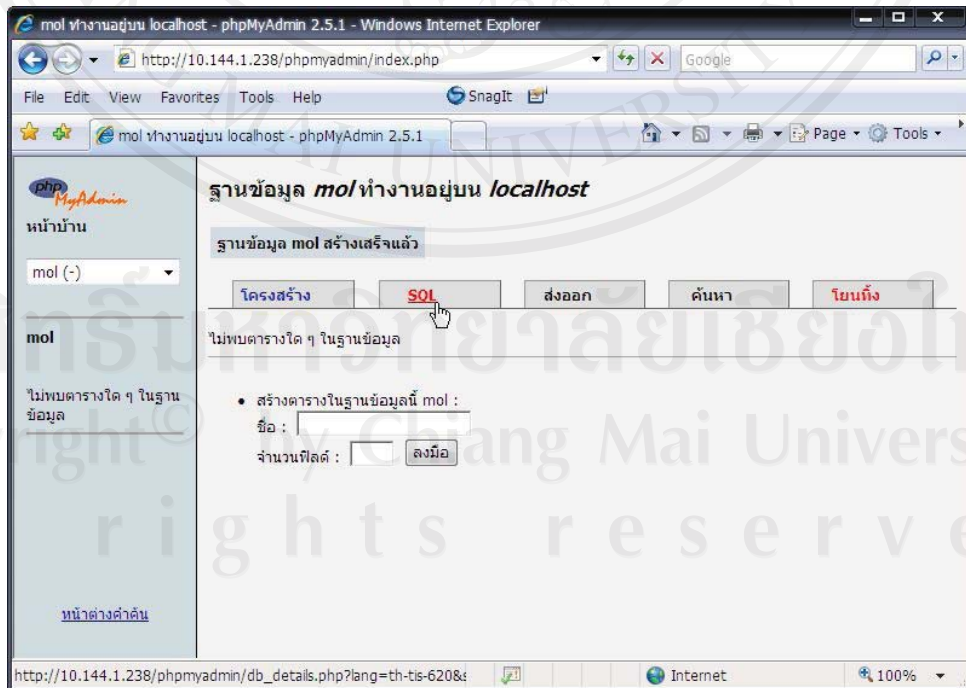 mol ทำงานอยู่บน localhost - phpMyAdmin 2.5.1 - Windows Internet Explorer
http://10.144.1.238/phpmyadmin/index.php
Google
File Edit View Favorites Tools Help SnagIt
mol ทำงานอยู่บน localhost - phpMyAdmin 2.5.1
Page Tools
php
MyAdmin
หน้าบ้าน
mol (-)
mol
ไม่พบตารางใด ๆ ในฐาน
ข้อมูล
หน้าต่างคำค้น
ฐานข้อมูล mol ทำงานอยู่บน localhost
ฐานข้อมูล mol สร้างเสร็จแล้ว
โครงสร้าง SQL ส่งออก ค้นหา โยนทิ้ง
ไม่พบตารางใด ๆ ในฐานข้อมูล
• สร้างตารางในฐานข้อมูลนี้ mol :
ชื่อ :
จำนวนฟิลด์ : ลงมือ
http://10.144.1.238/phpmyadmin/db_details.php?lang=th-tis-620&s
Internet
100%
MAI UNIVERSIT
by Chiang Mai Univers
rights reserve